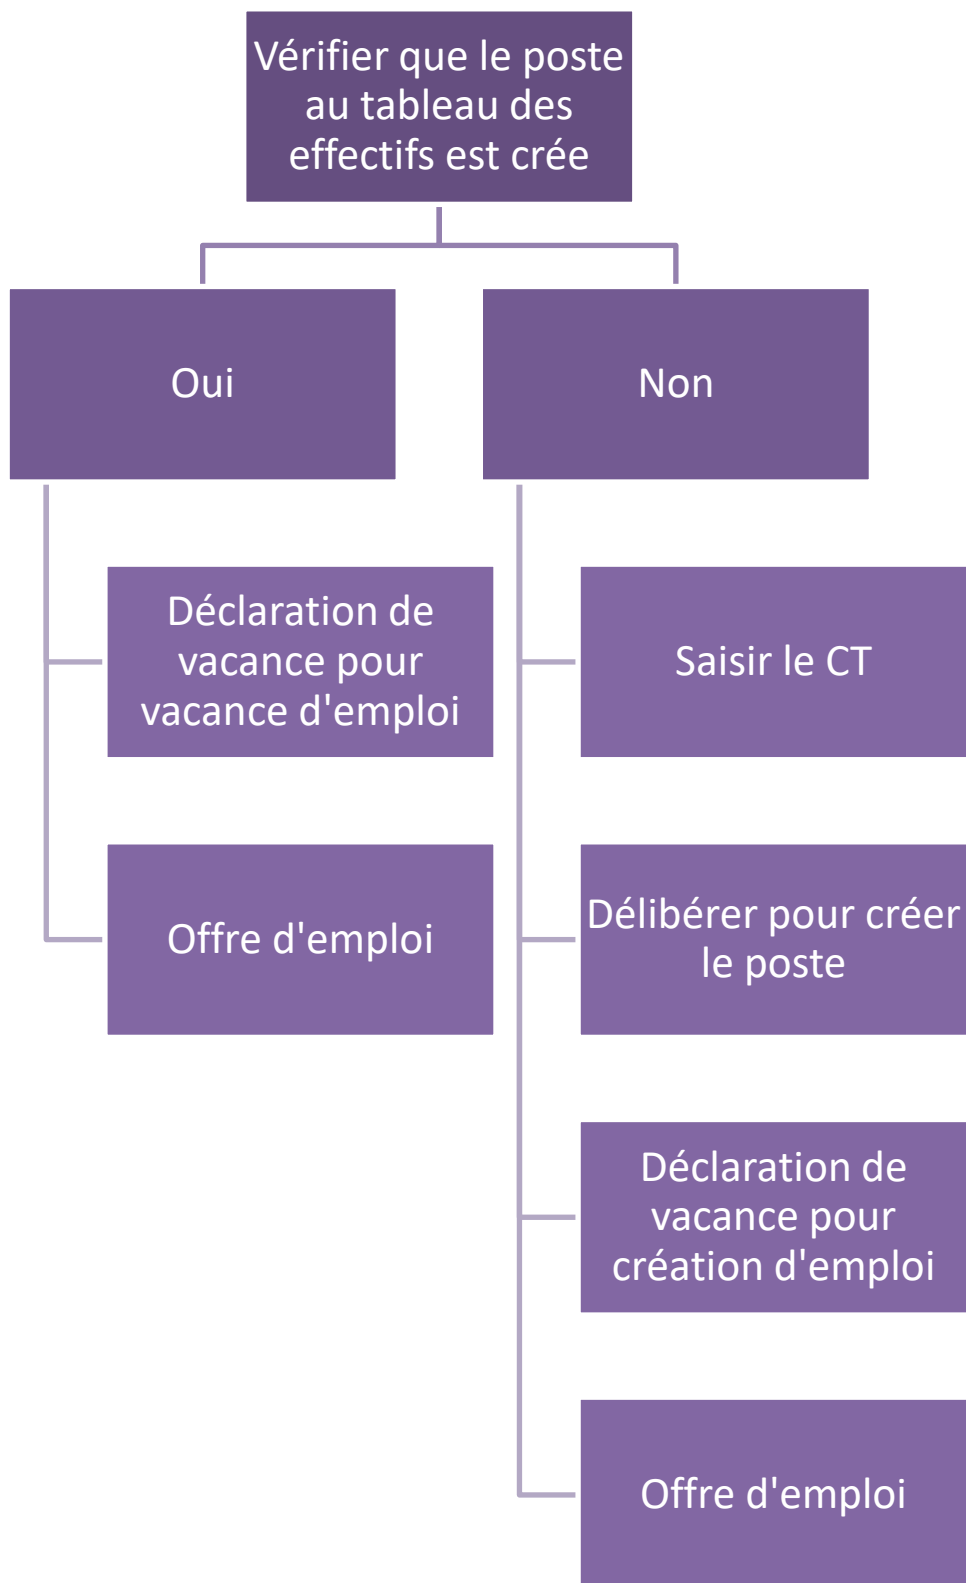 Vérifier que le poste
au tableau des
effectifs est crée
Oui
Non
Déclaration de
vacance pour
vacance d'emploi
Offre d'emploi
Saisir le CT
Délibérer pour créer
le poste
Déclaration de
vacance pour
création d'emploi
Offre d'emploi